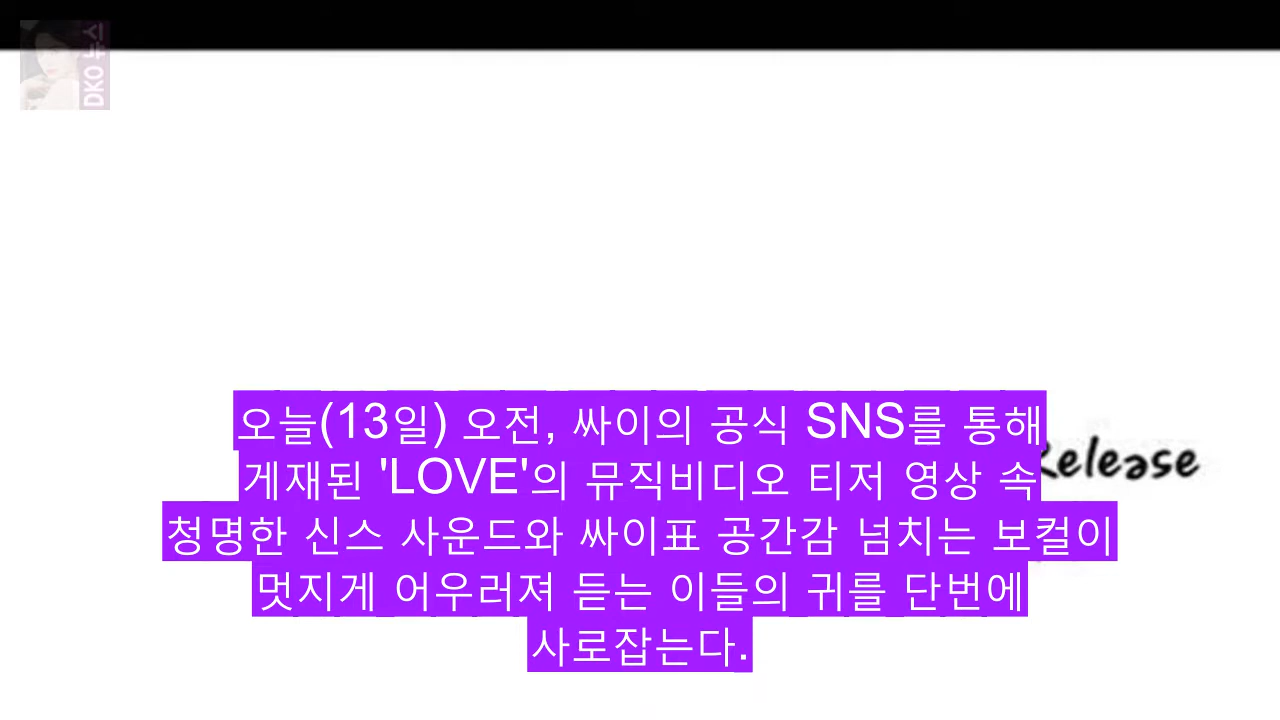 DKO 뉴스
오늘(13일) 오전, 싸이의 공식 SNS를 통해
게재된 'LOVE'의 뮤직비디오 티저 영상 속
청명한 신스 사운드와 싸이표 공간감 넘치는 보컬이
멋지게 어우러져 듣는 이들의 귀를 단번에
사로잡는다.
Release